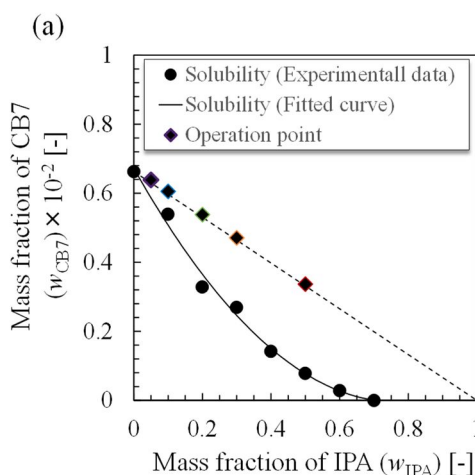 (a)
1
0.8
0.6
0.4
0.2
0
Mass fraction of CB7
(wCB7) × 10-2 [-]
Solubility (Experimentall data)
Solubility (Fitted curve)
Operation point
0 0.2 0.4 0.6 0.8
Mass fraction of IPA (wIPA) [-]